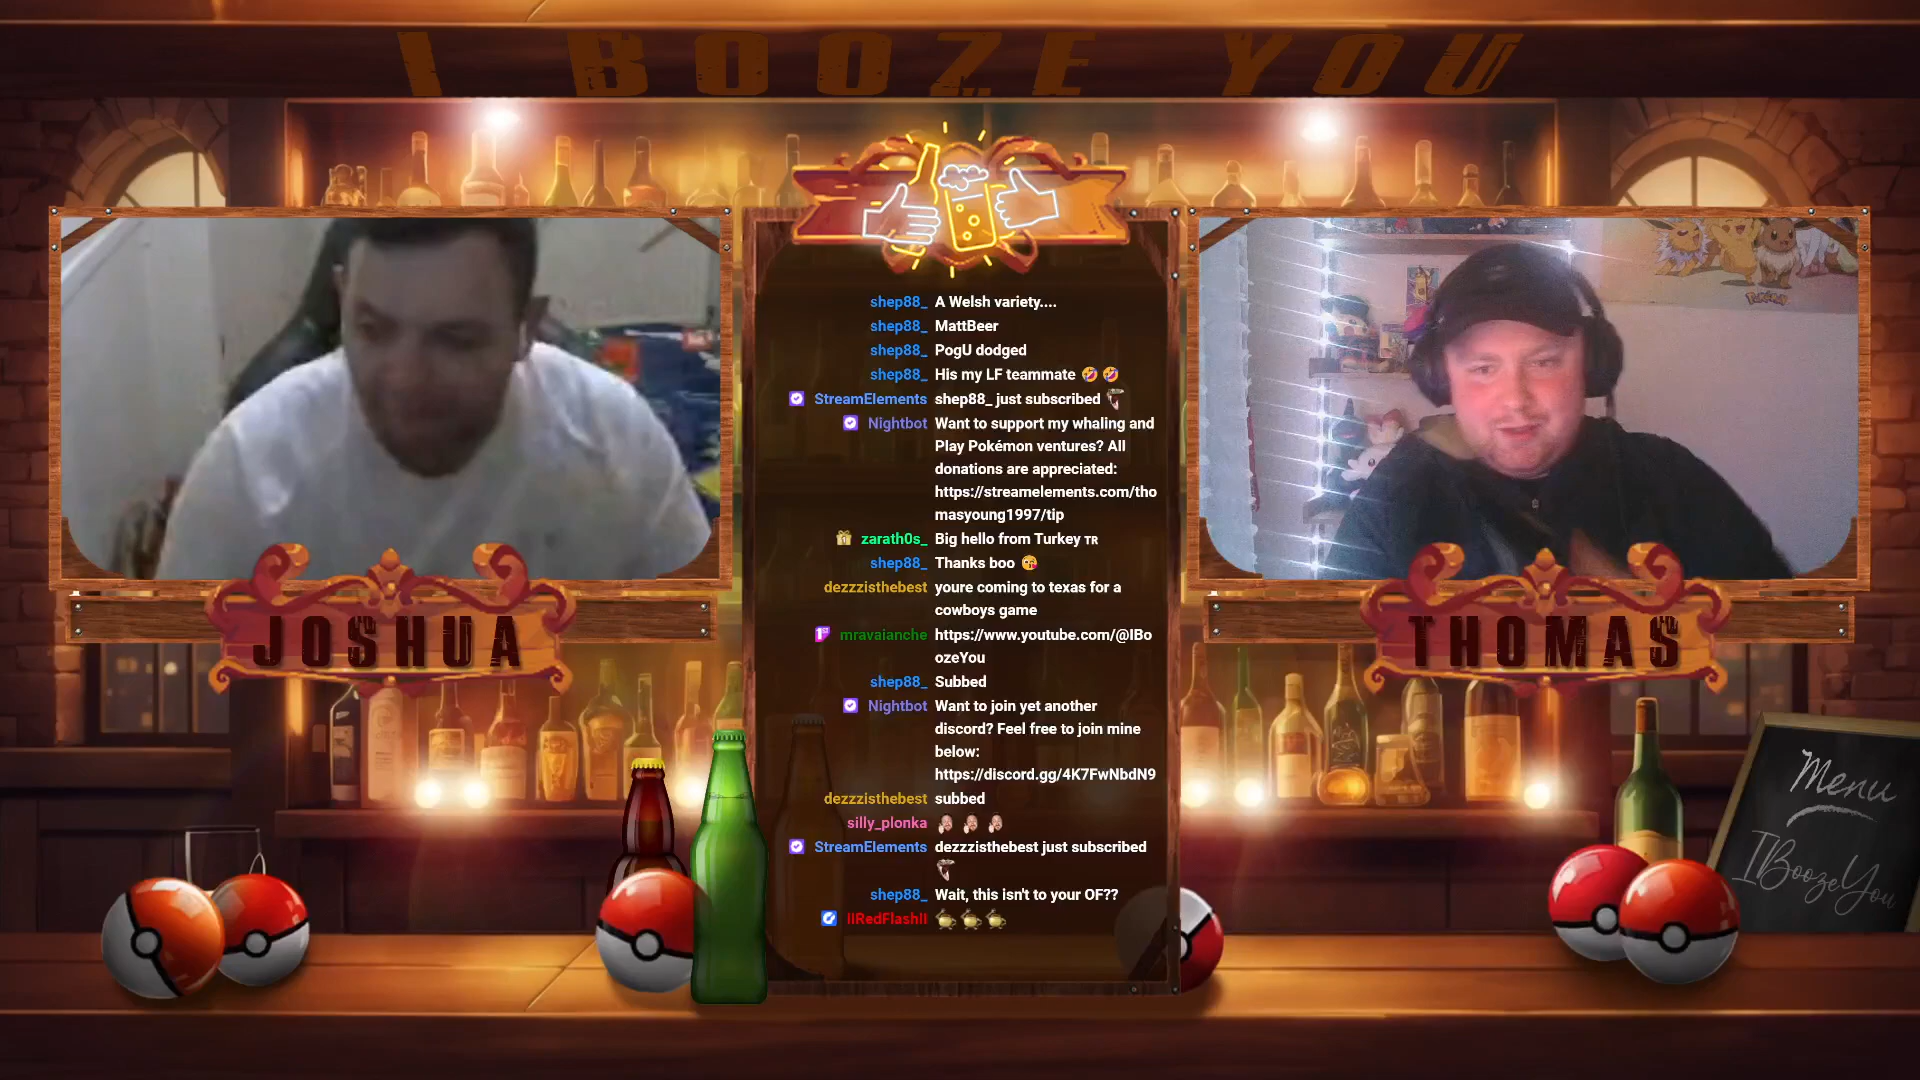 I BOOZE YOU
shep88_ A Welsh variety....
shep88_ MattBeer
shep88_ PogU dodged
shep88_ His my LF teammate 🤣 🤣
StreamElements shep88_ just subscribed
Nightbot Want to support my whaling and
Play Pokémon ventures? All
donations are appreciated:
https://streamelements.com/tho
masyoung1997/tip
zarath0s_ Big hello from Turkey TR
shep88_ Thanks boo 😘
dezzzisthebest youre coming to texas for a
cowboys game
mravaianche https://www.youtube.com/@IBo
ozeYou
shep88_ Subbed
Nightbot Want to join yet another
discord? Feel free to join mine
below:
https://discord.gg/4K7FwNbdN9
dezzzisthebest subbed
silly_plonka
StreamElements dezzzisthebest just subscribed
shep88_ Wait, this isn't to your OF??
IIRedFlashII
JOSHUA
Pokémon
THOMAS
Menu
IBoozeYou